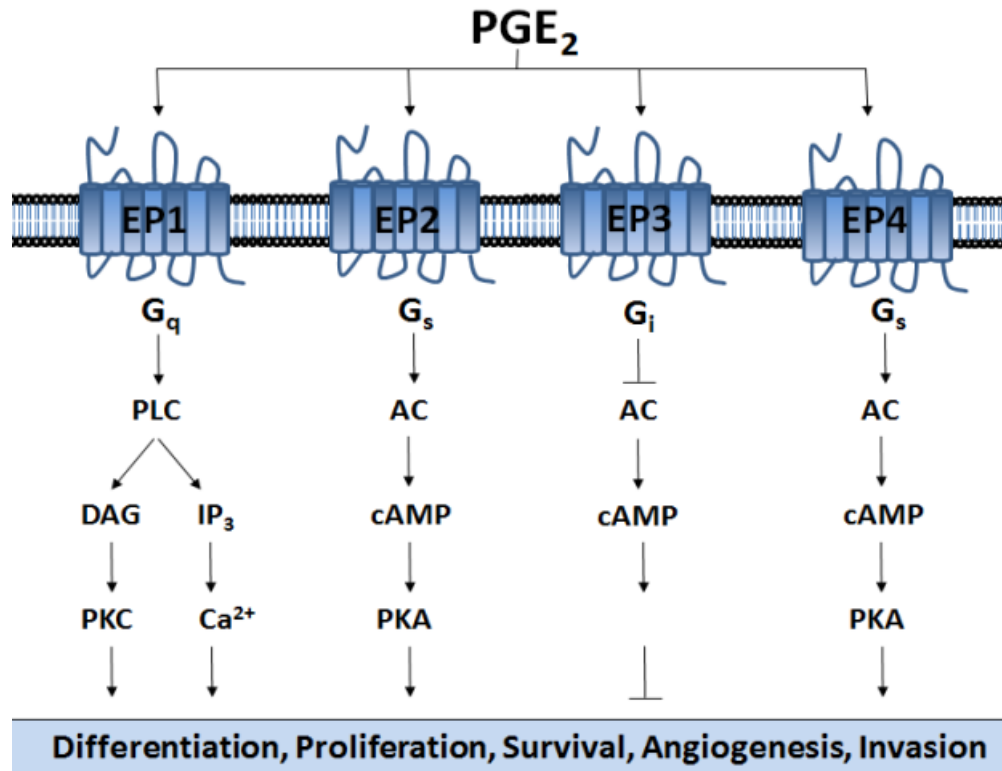 PGE₂
EP1 EP2 EP3 EP4
Gq Gs Gi Gs
PLC AC AC AC
DAG IP₃ cAMP cAMP cAMP
PKC Ca²⁺ PKA PKA
Differentiation, Proliferation, Survival, Angiogenesis, Invasion